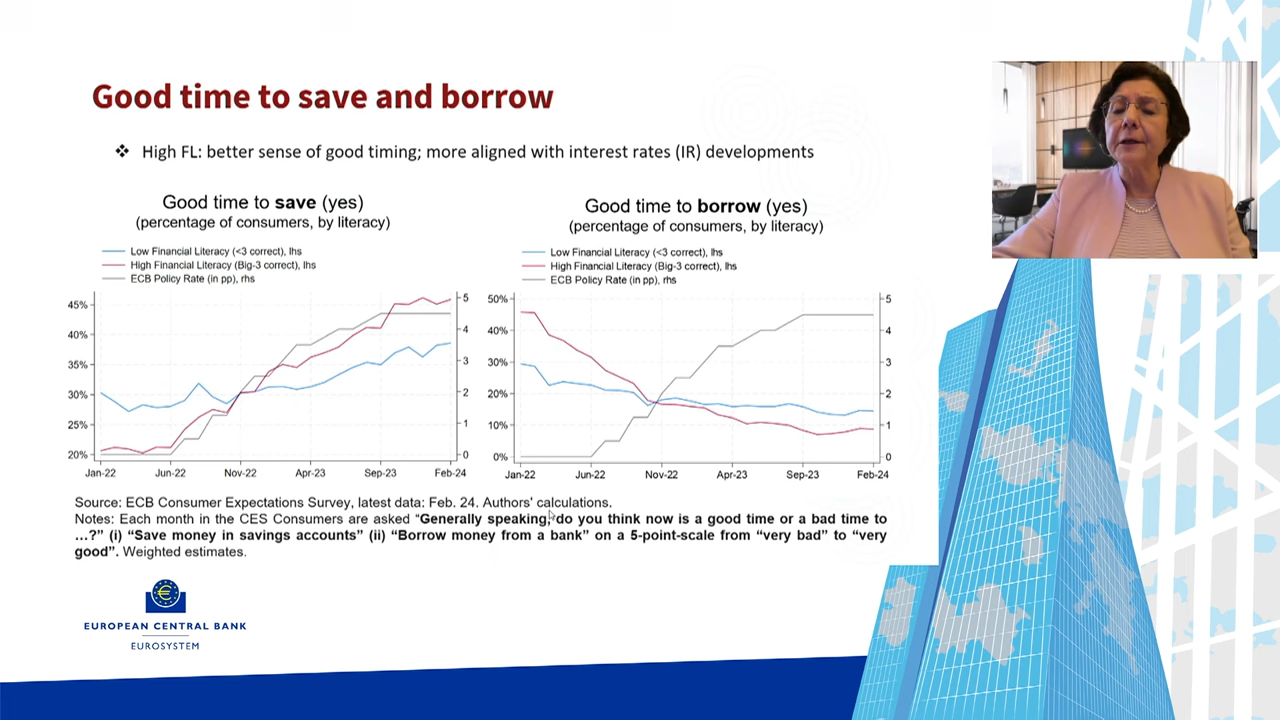 Good time to save and borrow
❖ High FL: better sense of good timing; more aligned with interest rates (IR) developments
Good time to save (yes)
(percentage of consumers, by literacy)
Low Financial Literacy (<3 correct), lhs
High Financial Literacy (Big-3 correct), lhs
ECB Policy Rate (in pp), rhs
45%
40%
35%
30%
25%
20%
5
4
3
2
1
0
Jan-22 Jun-22 Nov-22 Apr-23 Sep-23 Feb-24
Good time to borrow (yes)
(percentage of consumers, by literacy)
Low Financial Literacy (<3 correct), lhs
High Financial Literacy (Big-3 correct), lhs
ECB Policy Rate (in pp), rhs
50%
40%
30%
20%
10%
0%
5
4
3
2
1
0
Jan-22 Jun-22 Nov-22 Apr-23 Sep-23 Feb-24
Source: ECB Consumer Expectations Survey, latest data: Feb. 24. Authors' calculations.
Notes: Each month in the CES Consumers are asked “Generally speaking, do you think now is a good time or a bad time to
…?” (i) “Save money in savings accounts” (ii) “Borrow money from a bank” on a 5-point-scale from “very bad” to “very
good”. Weighted estimates.
EUROPEAN CENTRAL BANK
EUROSYSTEM